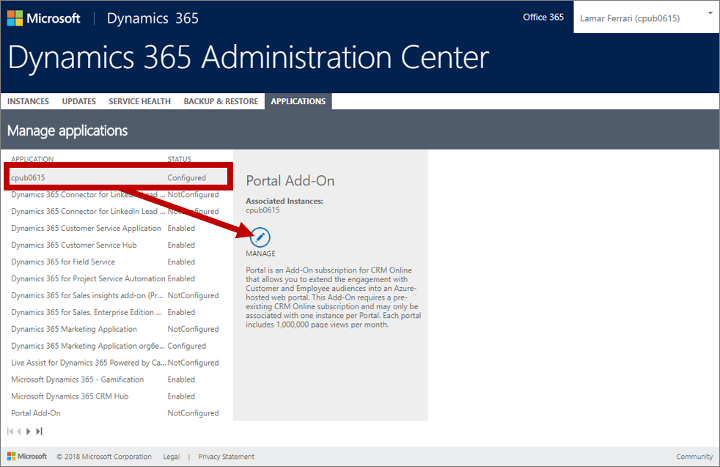 Microsoft | Dynamics 365
Office 365
Lamar Ferrari (cpub0615)
Dynamics 365 Administration Center
INSTANCES UPDATES SERVICE HEALTH BACKUP & RESTORE APPLICATIONS
Manage applications
APPLICATION STATUS
cpub0615 Configured
Dynamics 365 Connector for LinkedIn Lead ... NotConfigured
Dynamics 365 Connector for LinkedIn Lead ... NotConfigured
Dynamics 365 Customer Service Application Enabled
Dynamics 365 Customer Service Hub Enabled
Dynamics 365 for Field Service Enabled
Dynamics 365 for Project Service Automation Enabled
Dynamics 365 for Sales insights add-on (Pr... NotConfigured
Dynamics 365 for Sales, Enterprise Edition ... Enabled
Dynamics 365 Marketing Application NotConfigured
Dynamics 365 Marketing Application org6e... Configured
Live Assist for Dynamics 365 Powered by Ca... NotConfigured
Microsoft Dynamics 365 - Gamification Enabled
Microsoft Dynamics 365 CRM Hub Enabled
Portal Add-On NotConfigured
Portal Add-On
Associated Instances:
cpub0615
MANAGE
Portal is an Add-On subscription for CRM Online
that allows you to extend the engagement with
Customer and Employee audiences into an Azure-
hosted web portal. This Add-On requires a pre-
existing CRM Online subscription and may only be
associated with one instance per Portal. Each portal
includes 1,000,000 page views per month.
Microsoft © 2018 Microsoft Corporation Legal | Privacy Statement
Community